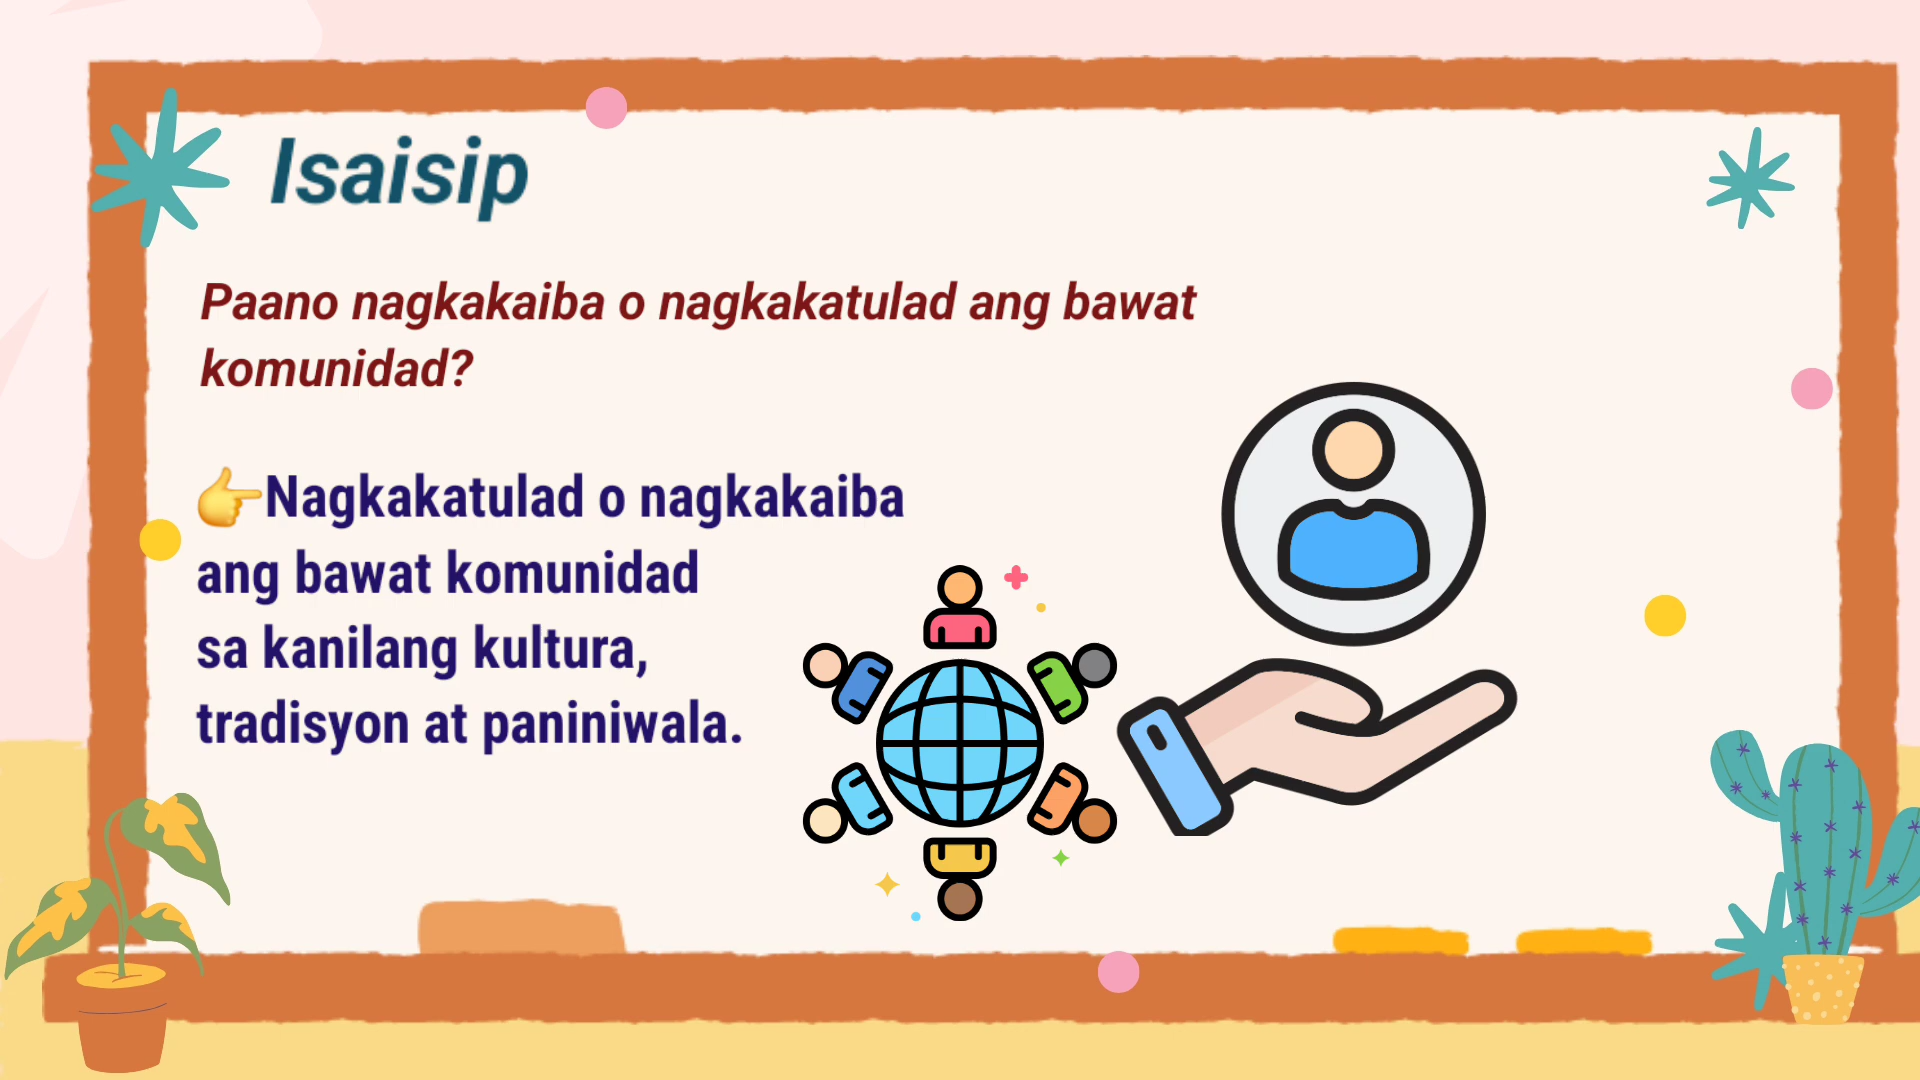 Isaisip
Paano nagkakaiba o nagkakatulad ang bawat
komunidad?
👉Nagkakatulad o nagkakaiba
ang bawat komunidad
sa kanilang kultura,
tradisyon at paniniwala.